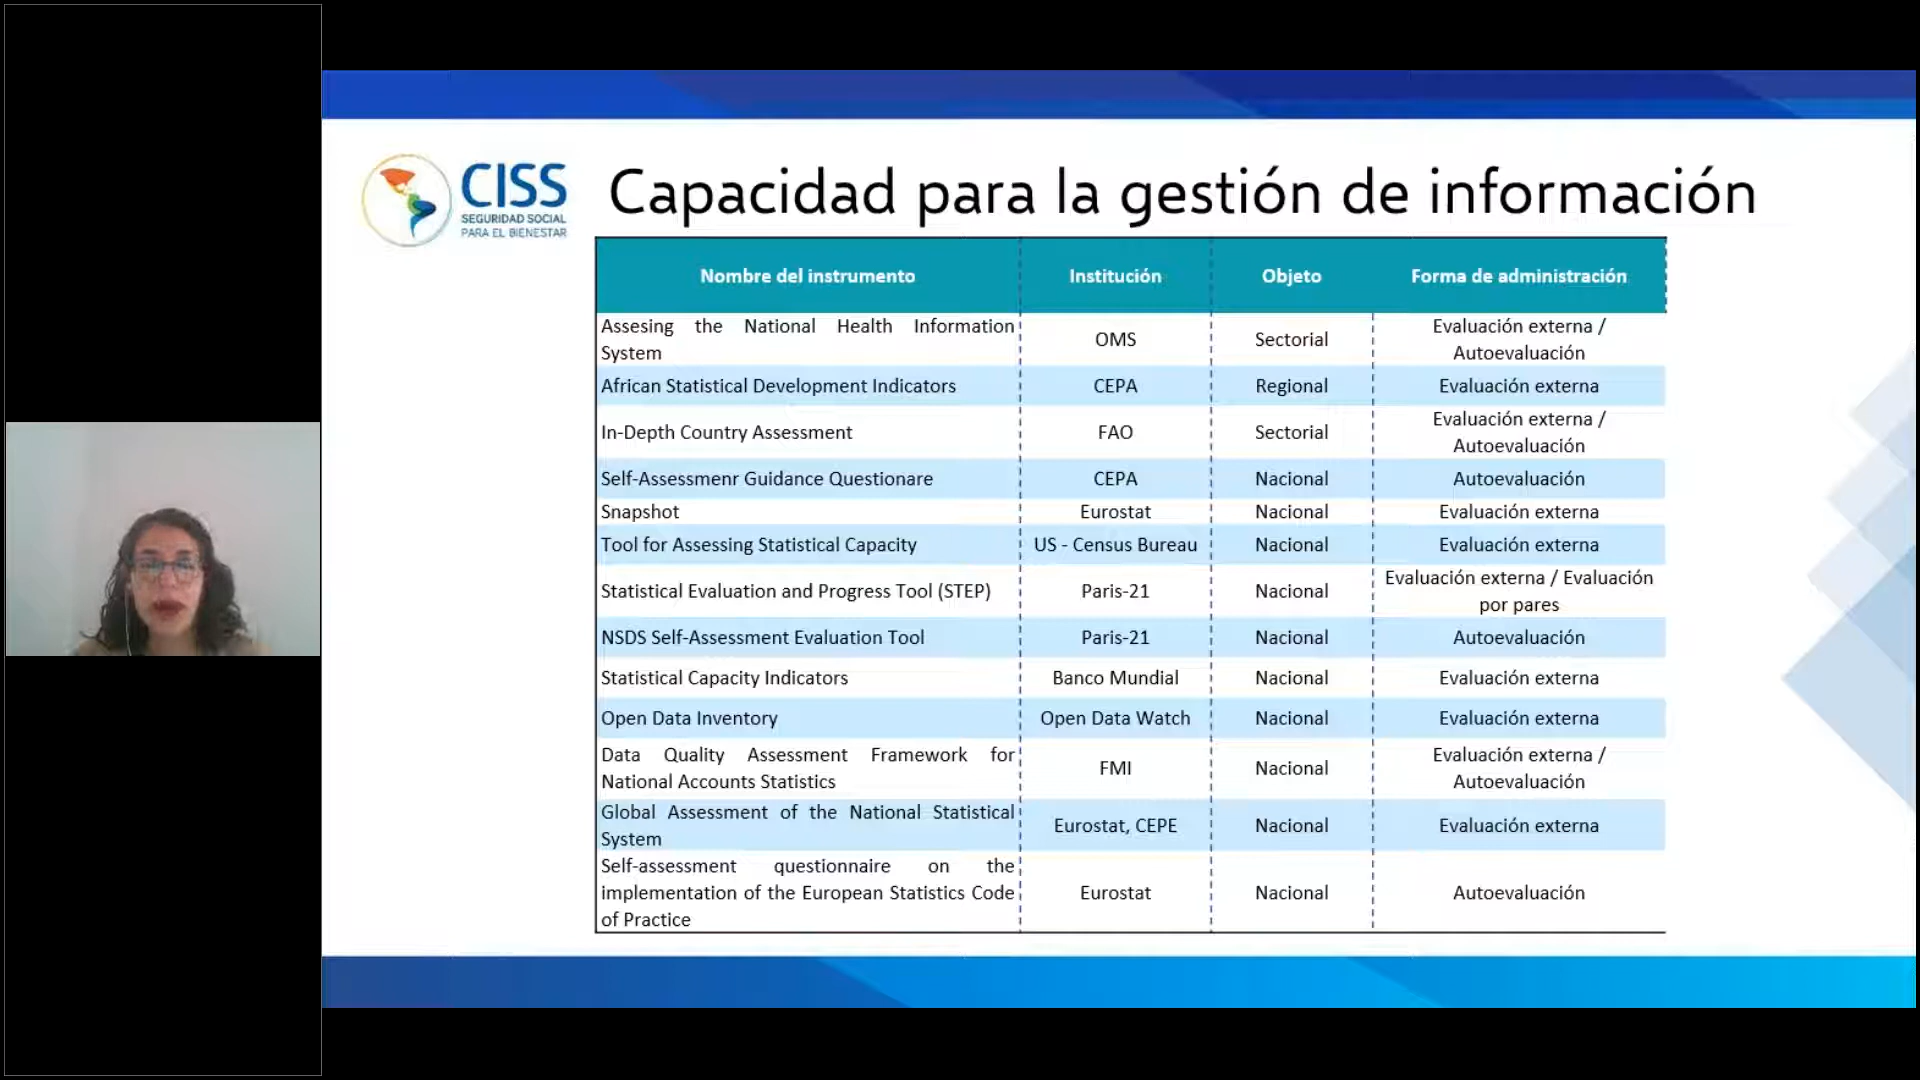 CISS
SEGURIDAD SOCIAL
PARA EL BIENESTAR
Capacidad para la gestión de información
Nombre del instrumento Institución Objeto Forma de administración
Assesing the National Health Information
System
OMS Sectorial
Evaluación externa /
Autoevaluación
African Statistical Development Indicators CEPA Regional Evaluación externa
In-Depth Country Assessment FAO Sectorial
Evaluación externa /
Autoevaluación
Self-Assessmenr Guidance Questionare CEPA Nacional Autoevaluación
Snapshot Eurostat Nacional Evaluación externa
Tool for Assessing Statistical Capacity US - Census Bureau Nacional Evaluación externa
Statistical Evaluation and Progress Tool (STEP) Paris-21 Nacional
Evaluación externa / Evaluación
por pares
NSDS Self-Assessment Evaluation Tool Paris-21 Nacional Autoevaluación
Statistical Capacity Indicators Banco Mundial Nacional Evaluación externa
Open Data Inventory Open Data Watch Nacional Evaluación externa
Data Quality Assessment Framework for
National Accounts Statistics
FMI Nacional
Evaluación externa /
Autoevaluación
Global Assessment of the National Statistical
System
Eurostat, CEPE Nacional Evaluación externa
Self-assessment questionnaire on the
implementation of the European Statistics Code
of Practice
Eurostat Nacional Autoevaluación